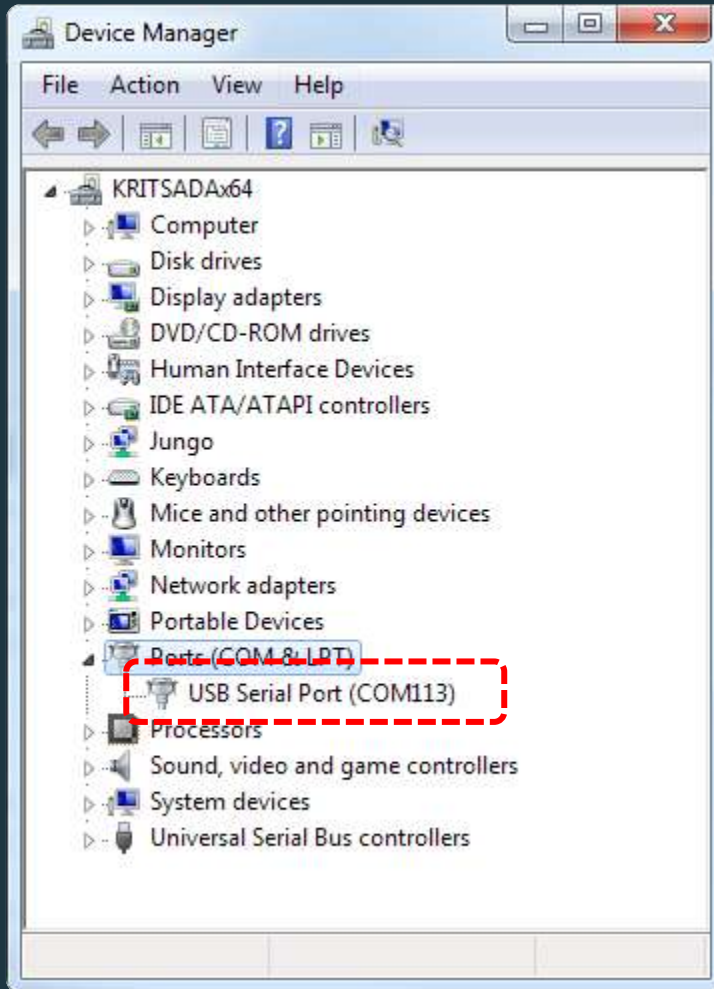 Device Manager
File Action View Help
KRITSADAx64
Computer
Disk drives
Display adapters
DVD/CD-ROM drives
Human Interface Devices
IDE ATA/ATAPI controllers
Jungo
Keyboards
Mice and other pointing devices
Monitors
Network adapters
Portable Devices
Ports (COM & LPT)
USB Serial Port (COM113)
Processors
Sound, video and game controllers
System devices
Universal Serial Bus controllers